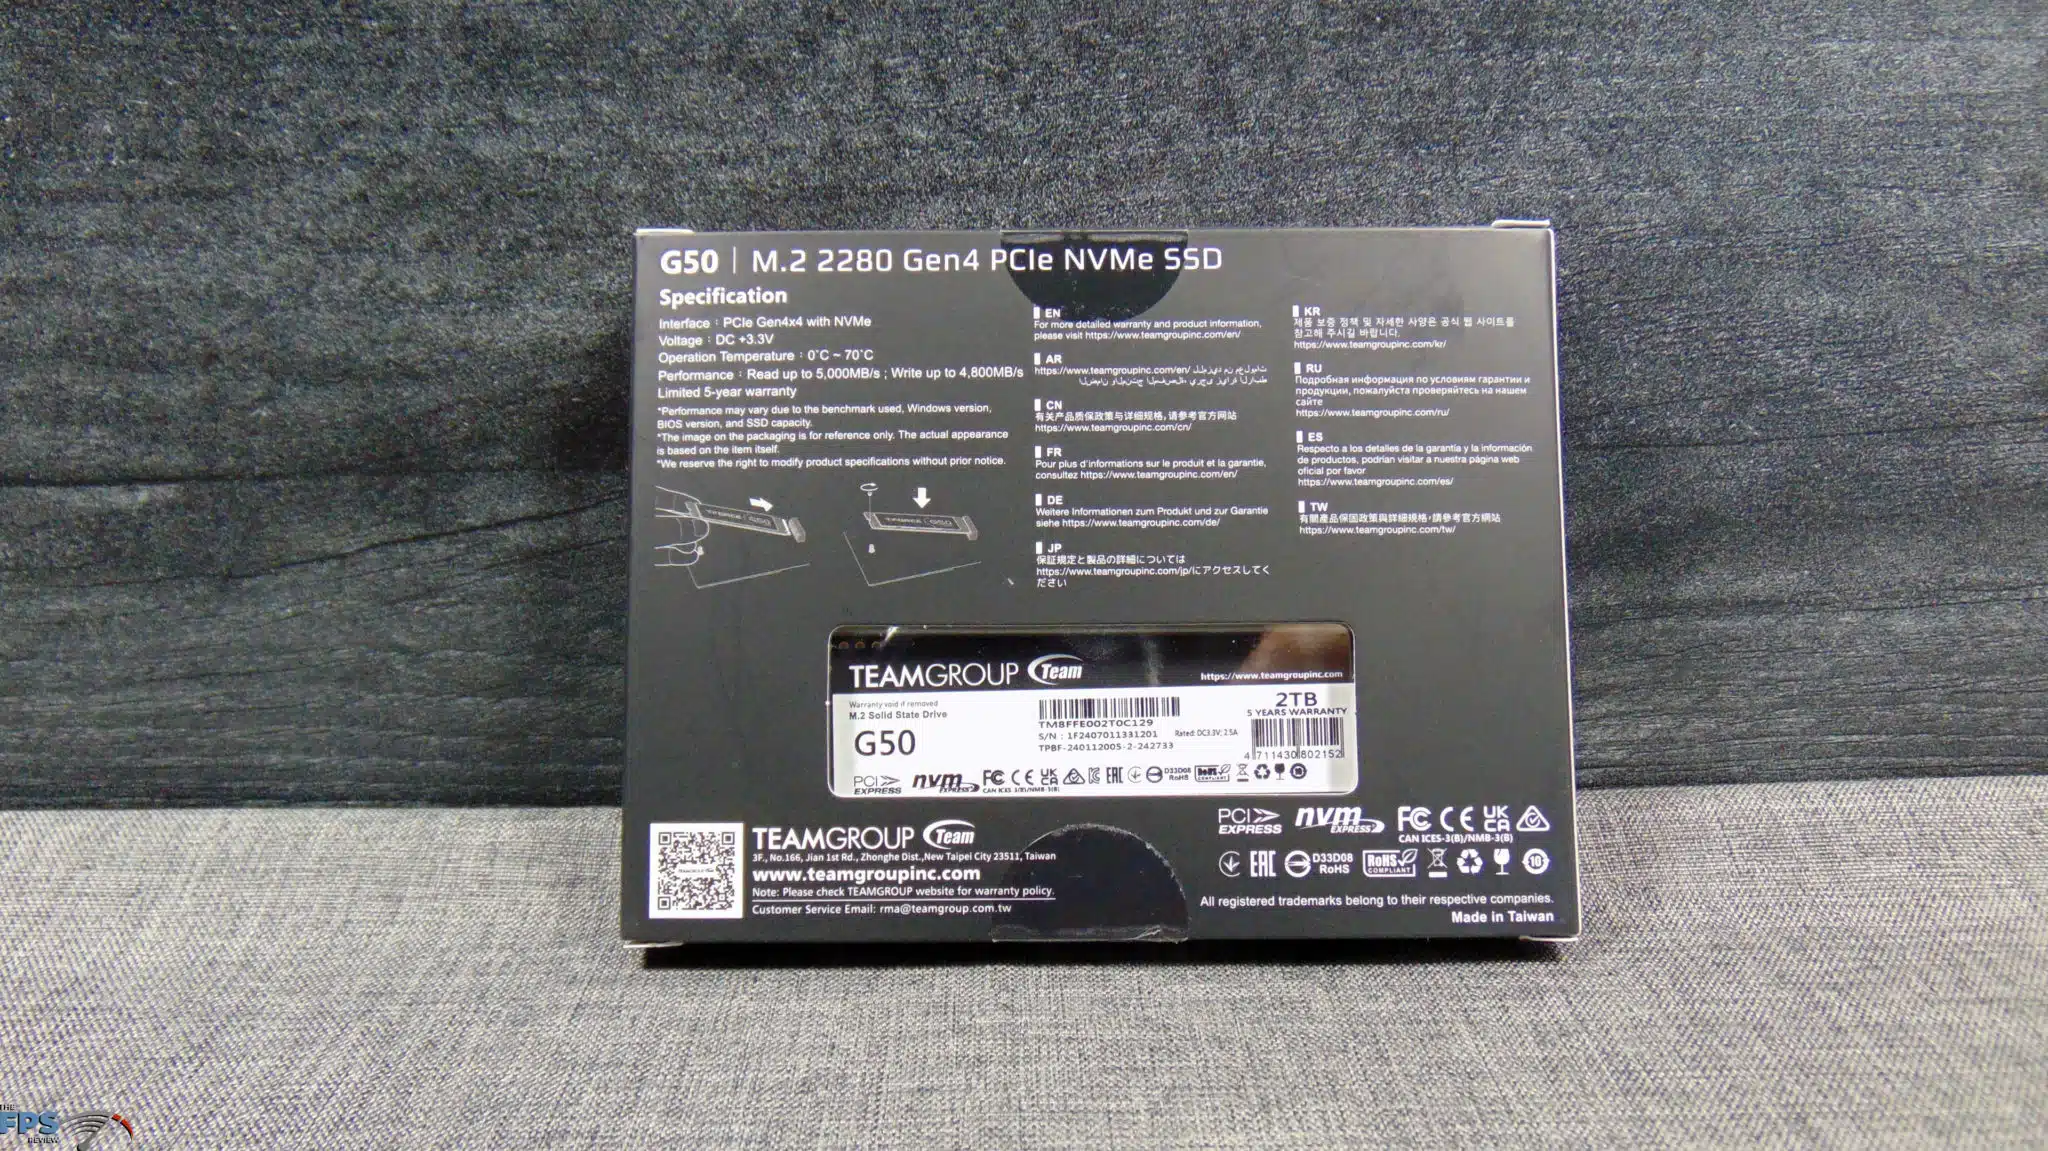 G50 | M.2 2280 Gen4 PCIe NVMe SSD
Specification
Interface : PCIe Gen4x4 with NVMe
Voltage : DC +3.3V
Operation Temperature : 0˚C ~ 70˚C
Performance : Read up to 5,000MB/s ; Write up to 4,800MB/s
Limited 5-year warranty
*Performance may vary due to the benchmark used, Windows version,
BIOS version, and SSD capacity.
*The image on the packaging is for reference only. The actual appearance
is based on the item itself.
*We reserve the right to modify product specifications without prior notice.
EN
For more detailed warranty and product information,
please visit https://www.teamgroupinc.com/en/
AR
https://www.teamgroupinc.com/en/
CN
有关产品质保政策与详细规格,请参考官方网站
https://www.teamgroupinc.com/cn/
FR
Pour plus d'informations sur le produit et la garantie,
consultez https://www.teamgroupinc.com/en/
DE
Weitere Informationen zum Produkt und zur Garantie
siehe https://www.teamgroupinc.com/de/
JP
保証規定と製品の詳細については
https://www.teamgroupinc.com/jp/にアクセスしてく
ださい
KR
제품 보증 정책 및 자세한 사양은 공식 웹 사이트를
참고해 주시길 바랍니다.
https://www.teamgroupinc.com/kr/
RU
Подробная информация по условиям гарантии и
продукции, пожалуйста проверяйтесь на нашем
сайте
https://www.teamgroupinc.com/ru/
ES
Respecto a los detalles de la garantía y la información
de productos, podrían visitar a nuestra página web
oficial por favor
https://www.teamgroupinc.com/es/
TW
有關產品保固政策與詳細規格,請參考官方網站
https://www.teamgroupinc.com/tw/
TEAMGROUP Team
https://www.teamgroupinc.com
Warranty void if removed
M.2 Solid State Drive
G50
TM8FFE002T0C129
S/N : 1F2407011331201 Rated: DC3.3V; 2.5A
TPBF-240112005-2-242733
2TB
5 YEARS WARRANTY
4 711430 802152
PCI EXPRESS nvm EXPRESS FC CE UK CA EAC D33D08 RoHS RoHS COMPLIANT
CAN ICES-3(B)/NMB-3(B)
TEAMGROUP Team
3F., No.166, Jian 1st Rd., Zhonghe Dist.,New Taipei City 23511, Taiwan
www.teamgroupinc.com
Note: Please check TEAMGROUP website for warranty policy.
Customer Service Email: rma@teamgroup.com.tw
PCI EXPRESS nvm EXPRESS FC CE UK CA
CAN ICES-3(B)/NMB-3(B)
EAC D33D08 RoHS RoHS COMPLIANT 10
All registered trademarks belong to their respective companies.
Made in Taiwan
THE FPS REVIEW